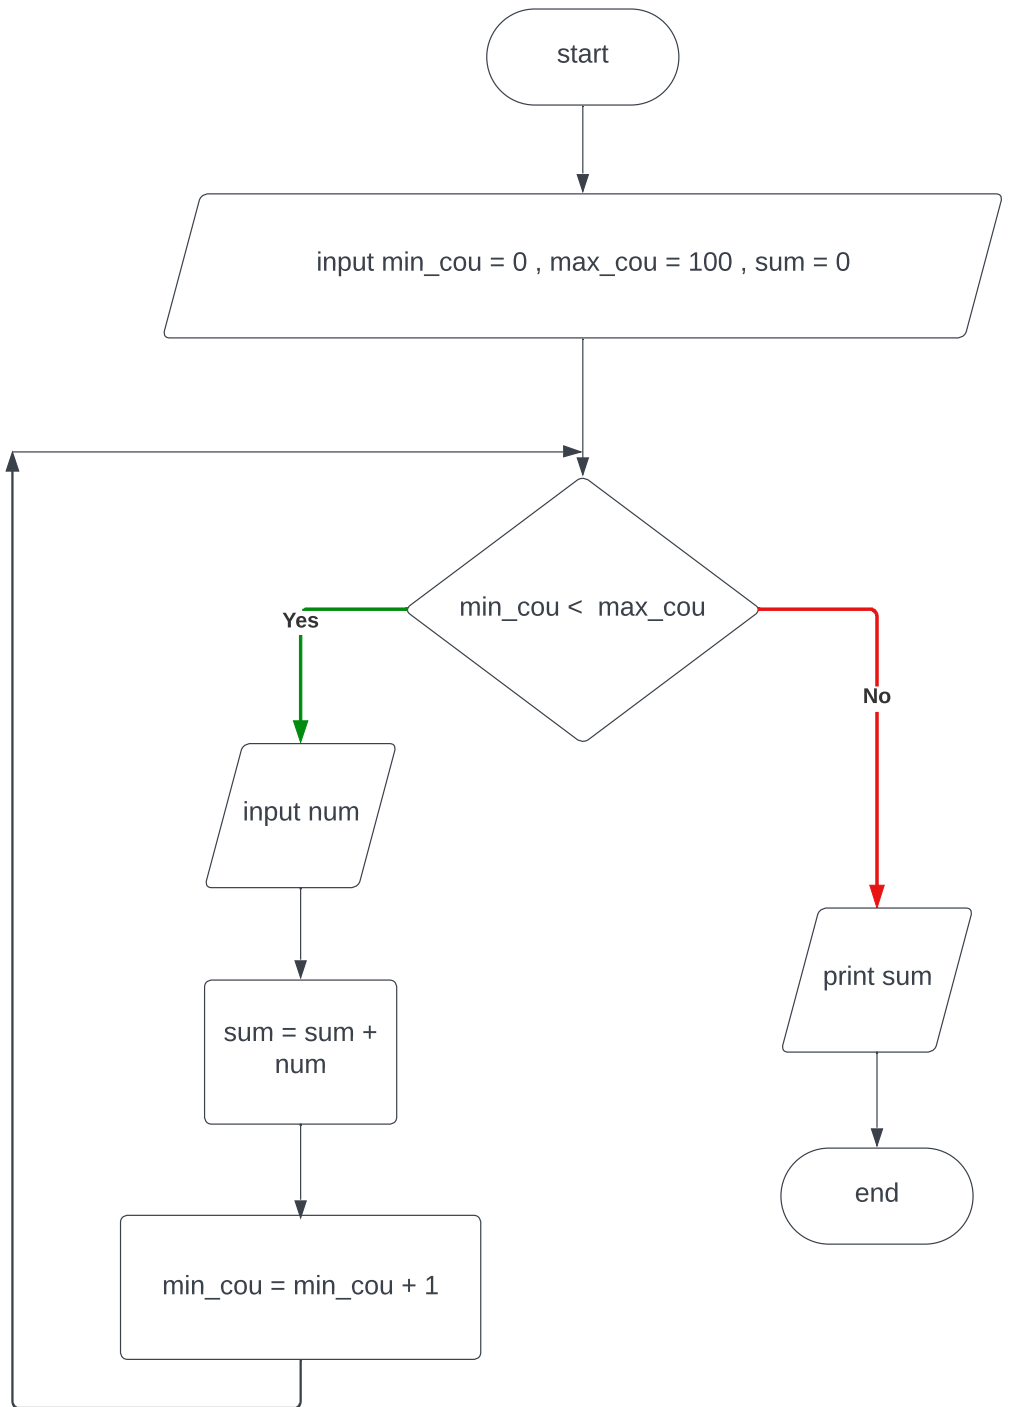 start
input min_cou = 0 , max_cou = 100 , sum = 0
min_cou <  max_cou
Yes
No
input num
print sum
sum = sum +
num
end
min_cou = min_cou + 1